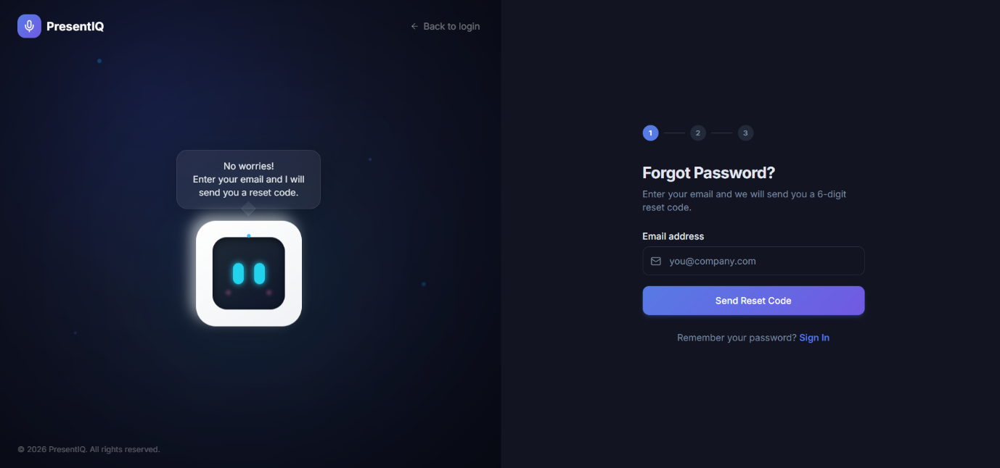 PresentIQ
Back to login
No worries!
Enter your email and I will
send you a reset code.
© 2026 PresentIQ. All rights reserved.
1
2
3
Forgot Password?
Enter your email and we will send you a 6-digit
reset code.
Email address
you@company.com
Send Reset Code
Remember your password? Sign In